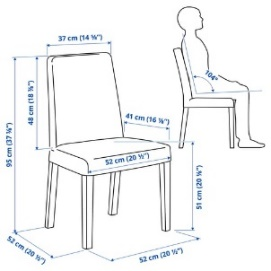 37 cm (14 ⅝")
104°
48 cm (18 ⅞")
95 cm (37 ⅜")
41 cm (16 ⅛")
52 cm (20 ½")
51 cm (20 ⅛")
52 cm (20 ½")
52 cm (20 ½")